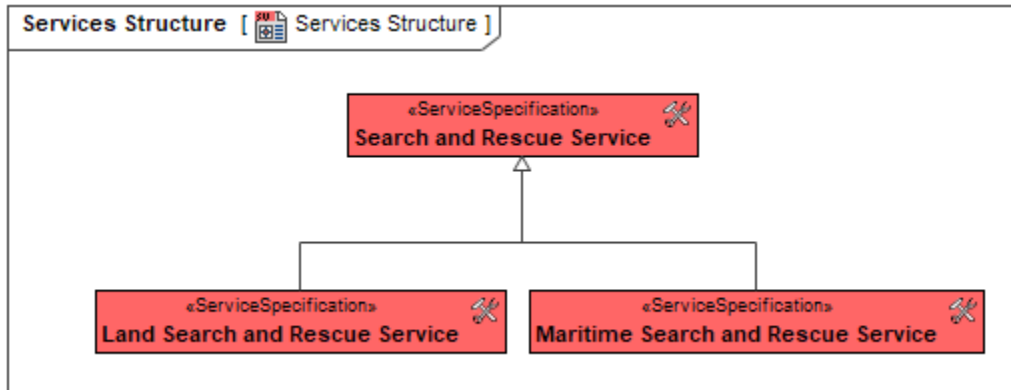 Services Structure [ Services Structure ]
«ServiceSpecification»
Search and Rescue Service
«ServiceSpecification»
Land Search and Rescue Service
«ServiceSpecification»
Maritime Search and Rescue Service